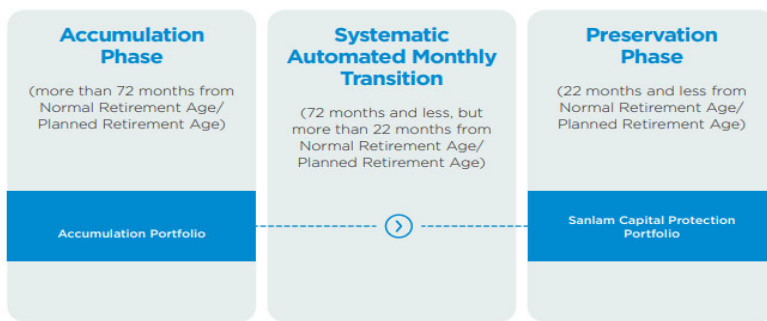 Accumulation
Phase
(more than 72 months from
Normal Retirement Age/
Planned Retirement Age)
Accumulation Portfolio
Systematic
Automated Monthly
Transition
(72 months and less, but
more than 22 months from
Normal Retirement Age/
Planned Retirement Age)
Preservation
Phase
(22 months and less from
Normal Retirement Age/
Planned Retirement Age)
Sanlam Capital Protection
Portfolio